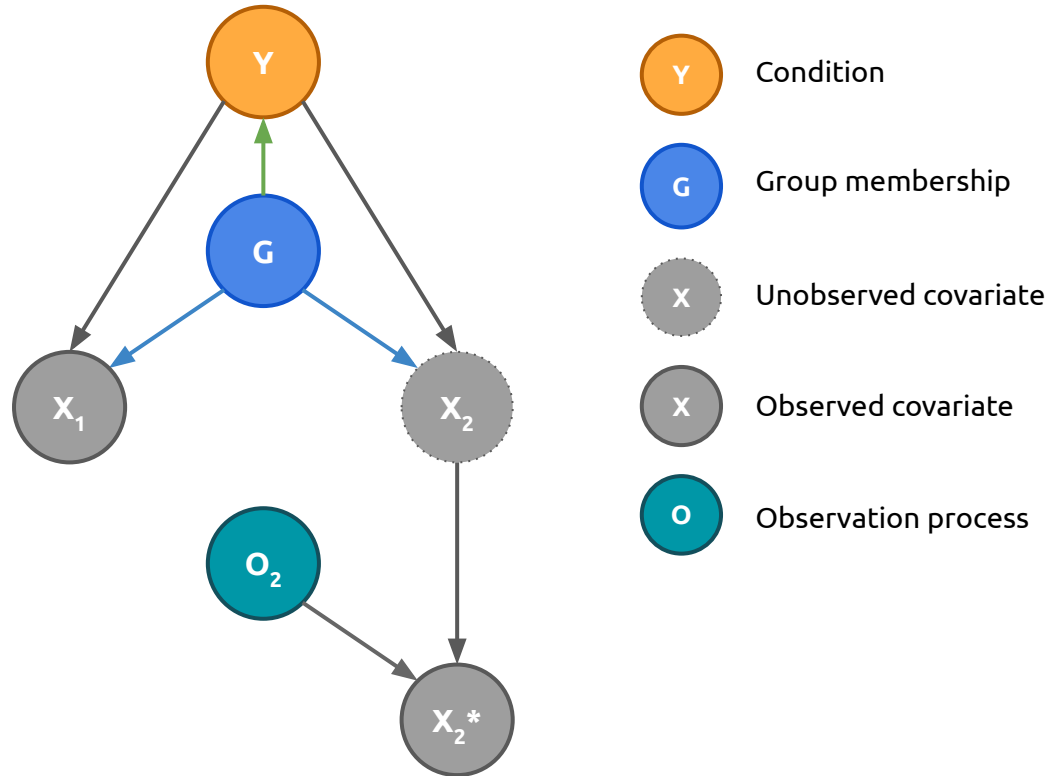 Y
G
X₁
X₂
O₂
X₂*
Y Condition
G Group membership
X Unobserved covariate
X Observed covariate
O Observation process